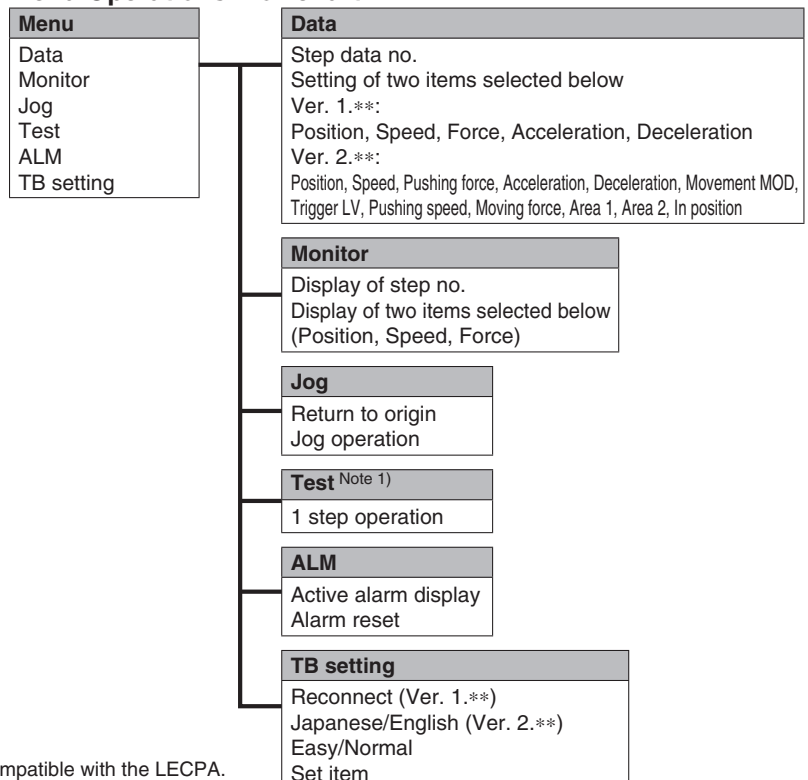 Menu
Data
Monitor
Jog
Test
ALM
TB setting
Data
Step data no.
Setting of two items selected below
Ver. 1.∗∗:
Position, Speed, Force, Acceleration, Deceleration
Ver. 2.∗∗:
Position, Speed, Pushing force, Acceleration, Deceleration, Movement MOD,
Trigger LV, Pushing speed, Moving force, Area 1, Area 2, In position
Monitor
Display of step no.
Display of two items selected below
(Position, Speed, Force)
Jog
Return to origin
Jog operation
Test Note 1)
1 step operation
ALM
Active alarm display
Alarm reset
TB setting
Reconnect (Ver. 1.∗∗)
Japanese/English (Ver. 2.∗∗)
Easy/Normal
Set item
mpatible with the LECPA.